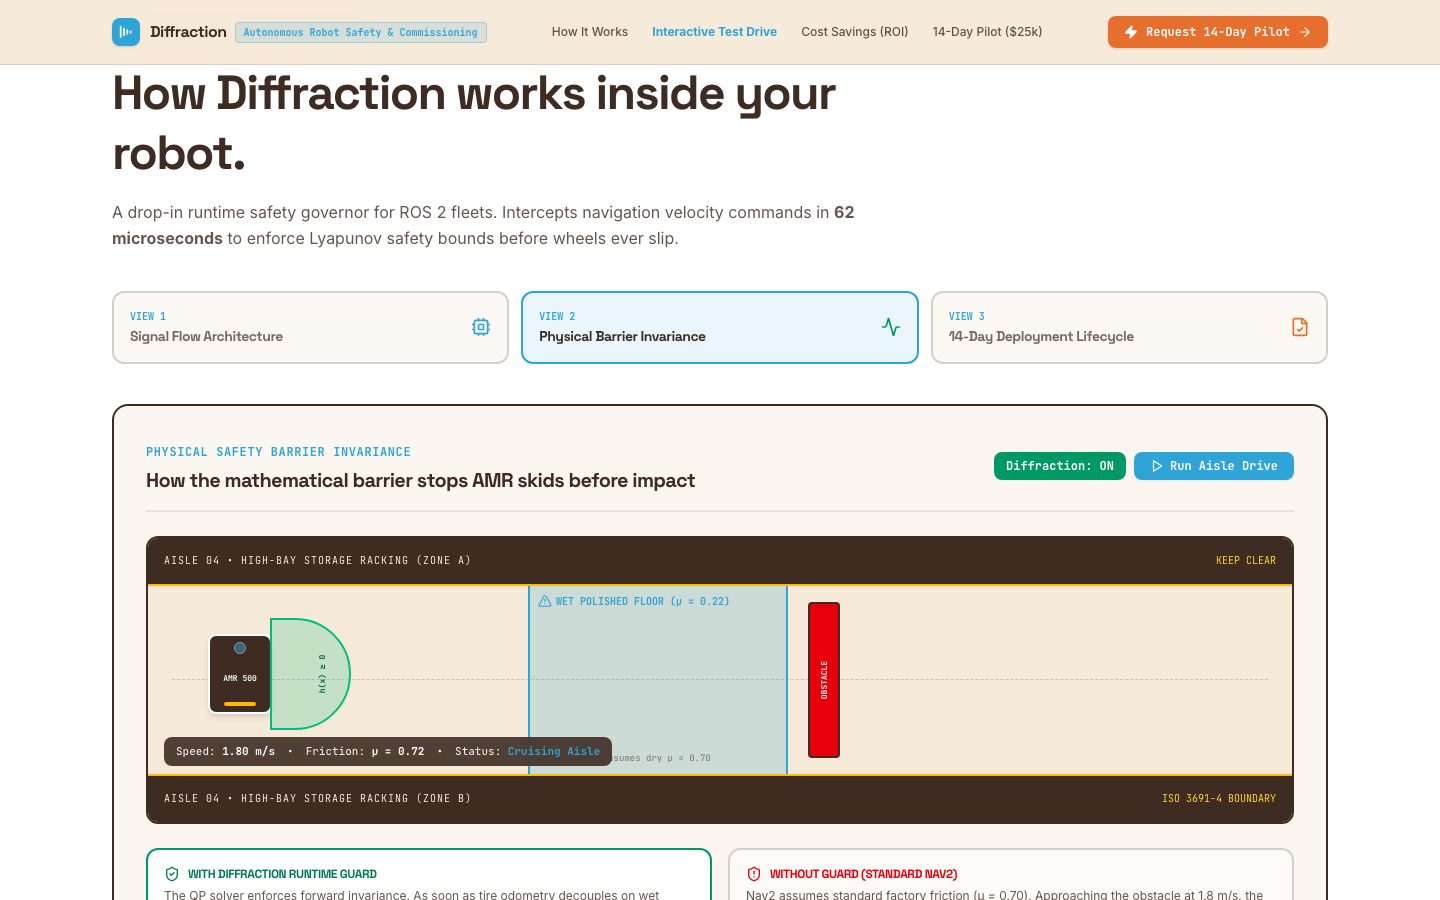 Diffraction
Autonomous Robot Safety & Commissioning
How It Works
Interactive Test Drive
Cost Savings (ROI)
14-Day Pilot ($25k)
Request 14-Day Pilot →
How Diffraction works inside your
robot.
A drop-in runtime safety governor for ROS 2 fleets. Intercepts navigation velocity commands in 62
microseconds to enforce Lyapunov safety bounds before wheels ever slip.
VIEW 1
Signal Flow Architecture
VIEW 2
Physical Barrier Invariance
VIEW 3
14-Day Deployment Lifecycle
PHYSICAL SAFETY BARRIER INVARIANCE
How the mathematical barrier stops AMR skids before impact
Diffraction: ON
Run Aisle Drive
AISLE 04 • HIGH-BAY STORAGE RACKING (ZONE A)
KEEP CLEAR
WET POLISHED FLOOR (μ = 0.22)
AMR 500
h(x) ≥ 0
OBSTACLE
Speed: 1.80 m/s • Friction: μ = 0.72 • Status: Cruising Aisle
dry μ = 0.70
AISLE 04 • HIGH-BAY STORAGE RACKING (ZONE B)
ISO 3691-4 BOUNDARY
WITH DIFFRACTION RUNTIME GUARD
The QP solver enforces forward invariance. As soon as tire odometry decouples on wet
WITHOUT GUARD (STANDARD NAV2)
Nav2 assumes standard factory friction (μ = 0.70). Approaching the obstacle at 1.8 m/s, the